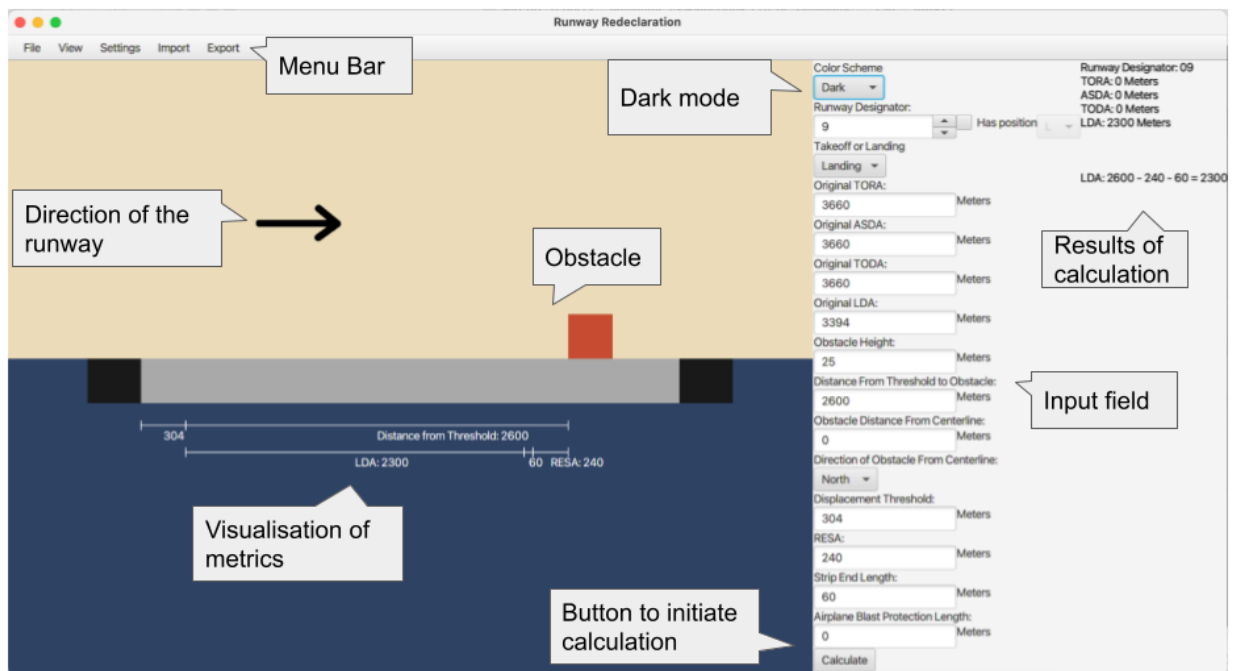 Runway Redeclaration
File View Settings Import Export
Menu Bar
Dark mode
Direction of the
runway
Obstacle
304
Distance from Threshold: 2600
LDA: 2300
60
RESA: 240
Visualisation of
metrics
Button to initiate
calculation
Color Scheme
Dark
Runway Designator:
9
Has position
L
Takeoff or Landing
Landing
Original TORA:
3660 Meters
Original ASDA:
3660 Meters
Original TODA:
3660 Meters
Original LDA:
3394 Meters
Obstacle Height:
25 Meters
Distance From Threshold to Obstacle:
2600 Meters
Obstacle Distance From Centerline:
0 Meters
Direction of Obstacle From Centerline:
North
Displacement Threshold:
304 Meters
RESA:
240 Meters
Strip End Length:
60 Meters
Airplane Blast Protection Length:
0 Meters
Calculate
Runway Designator: 09
TORA: 0 Meters
ASDA: 0 Meters
TODA: 0 Meters
LDA: 2300 Meters
LDA: 2600 - 240 - 60 = 2300
Results of
calculation
Input field